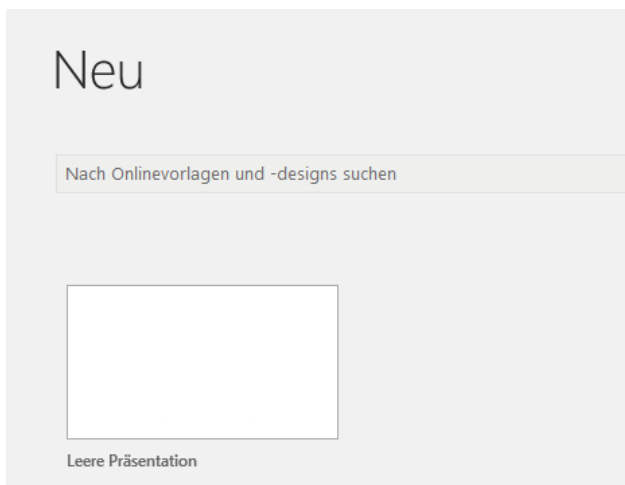 Neu
Nach Onlinevorlagen und -designs suchen
Leere Präsentation